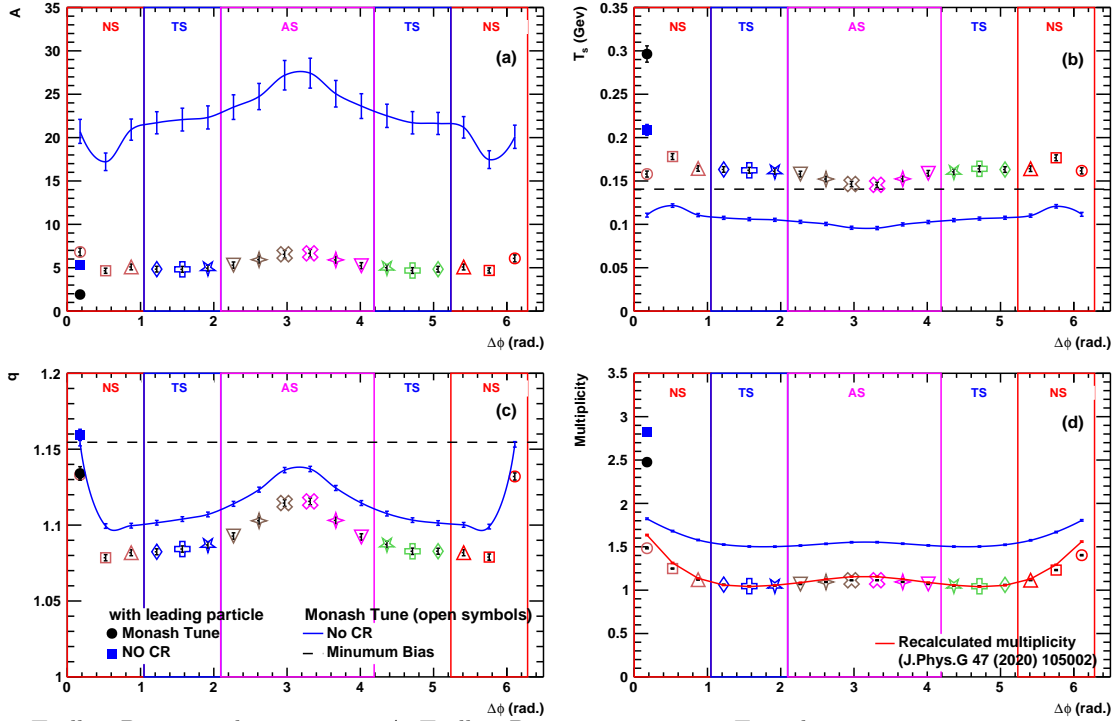 A
NS TS AS TS NS
(a)
35
30
25
20
15
10
5
0
0 1 2 3 4 5 6
Δϕ (rad.)
T_s (Gev)
NS TS AS TS NS
(b)
0.35
0.3
0.25
0.2
0.15
0.1
0.05
0
0 1 2 3 4 5 6
Δϕ (rad.)
q
NS TS AS TS NS
(c)
1.2
1.15
1.1
1.05
1
with leading particle
Monash Tune
NO CR
Monash Tune (open symbols)
No CR
Minumum Bias
0 1 2 3 4 5 6
Δϕ (rad.)
Multiplicity
NS TS AS TS NS
(d)
3.5
3
2.5
2
1.5
1
0.5
0
Recalculated multiplicity
(J.Phys.G 47 (2020) 105002)
0 1 2 3 4 5 6
Δϕ (rad.)